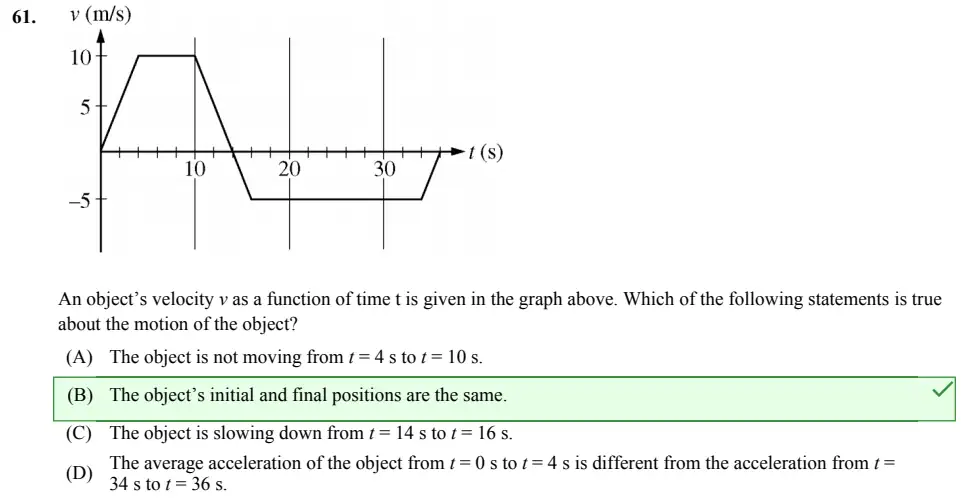 61.
v (m/s)
10
5
–5
10
20
30
t (s)
An object’s velocity v as a function of time t is given in the graph above. Which of the following statements is true
about the motion of the object?
(A) The object is not moving from t = 4 s to t = 10 s.
(B) The object’s initial and final positions are the same.
(C) The object is slowing down from t = 14 s to t = 16 s.
(D) The average acceleration of the object from t = 0 s to t = 4 s is different from the acceleration from t =
34 s to t = 36 s.